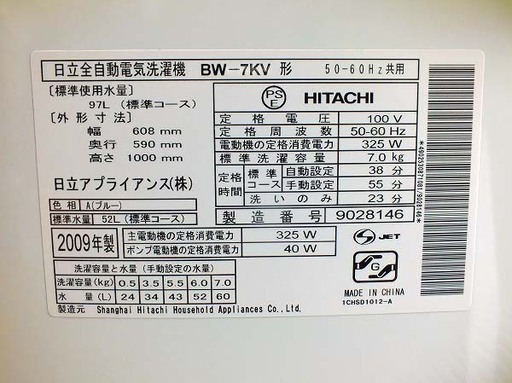 日立全自動電気洗濯機 BW-7KV 形 50-60Hz共用
〔標準使用水量〕
97L（標準コース）
〔外形寸法〕
幅 608 mm
奥行 590 mm
高さ 1000 mm
日立アプライアンス(株)
色相 A(ブルー)
標準水量 52L（標準コース）
PSE HITACHI
定格電圧 100 V
定格周波数 50-60 Hz
電動機の定格消費電力 325 W
標準洗濯容量 7.0 kg
定格時間 標準コース 自動設定 38 分
手動設定 55 分
洗いのみ 23 分
製造番号 9028146
2009年製
主電動機の定格消費電力 325 W
ポンプ電動機の定格消費電力 40 W
S JET
洗濯容量と水量（手動設定の水量）
洗濯容量(kg) 0.5 3.5 5.5 6.0 7.0
水量(L) 24 34 43 52 60
G
MADE IN CHINA
1CHSD1012-A
製造元 Shanghai Hitachi Household Appliances Co.,Ltd.